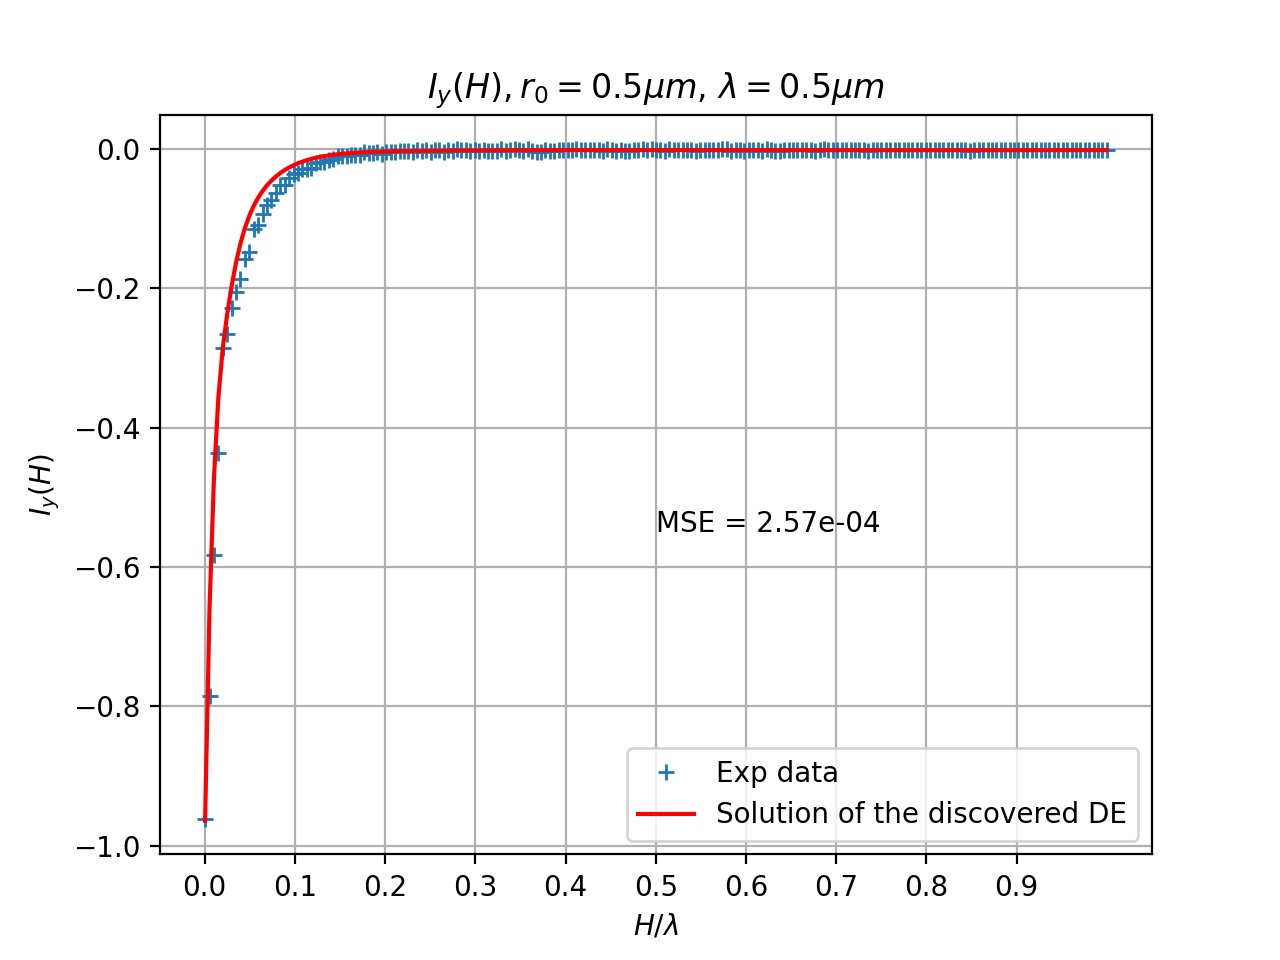 I_y(H), r_0 = 0.5μm, λ = 0.5μm
0.0
−0.2
−0.4
−0.6
−0.8
−1.0
I_y(H)
MSE = 2.57e-04
Exp data
Solution of the discovered DE
0.0 0.1 0.2 0.3 0.4 0.5 0.6 0.7 0.8 0.9
H/λ